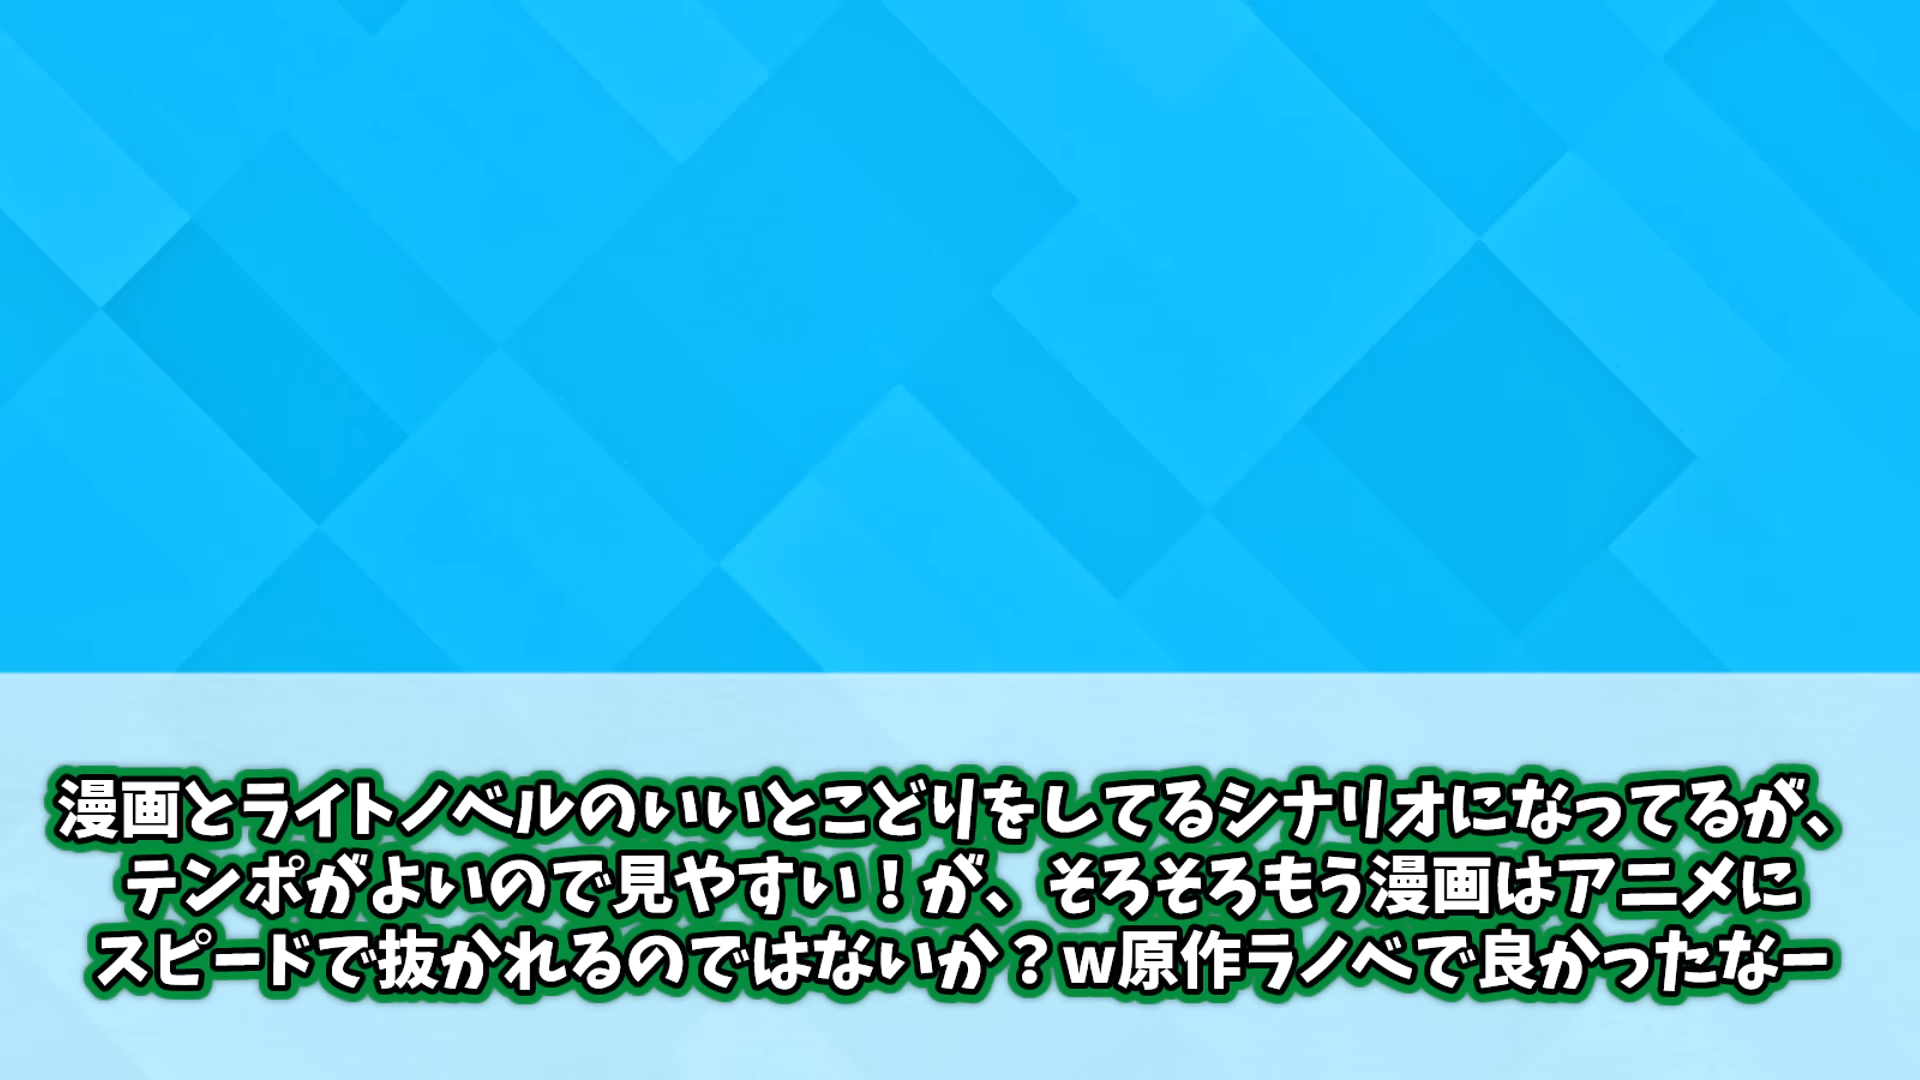 漫画とライトノベルのいいとこどりをしてるシナリオになってるが、
テンポがよいので見やすい！が、そろそろもう漫画はアニメに
スピードで抜かれるのではないか？w原作ラノベで良かったなー